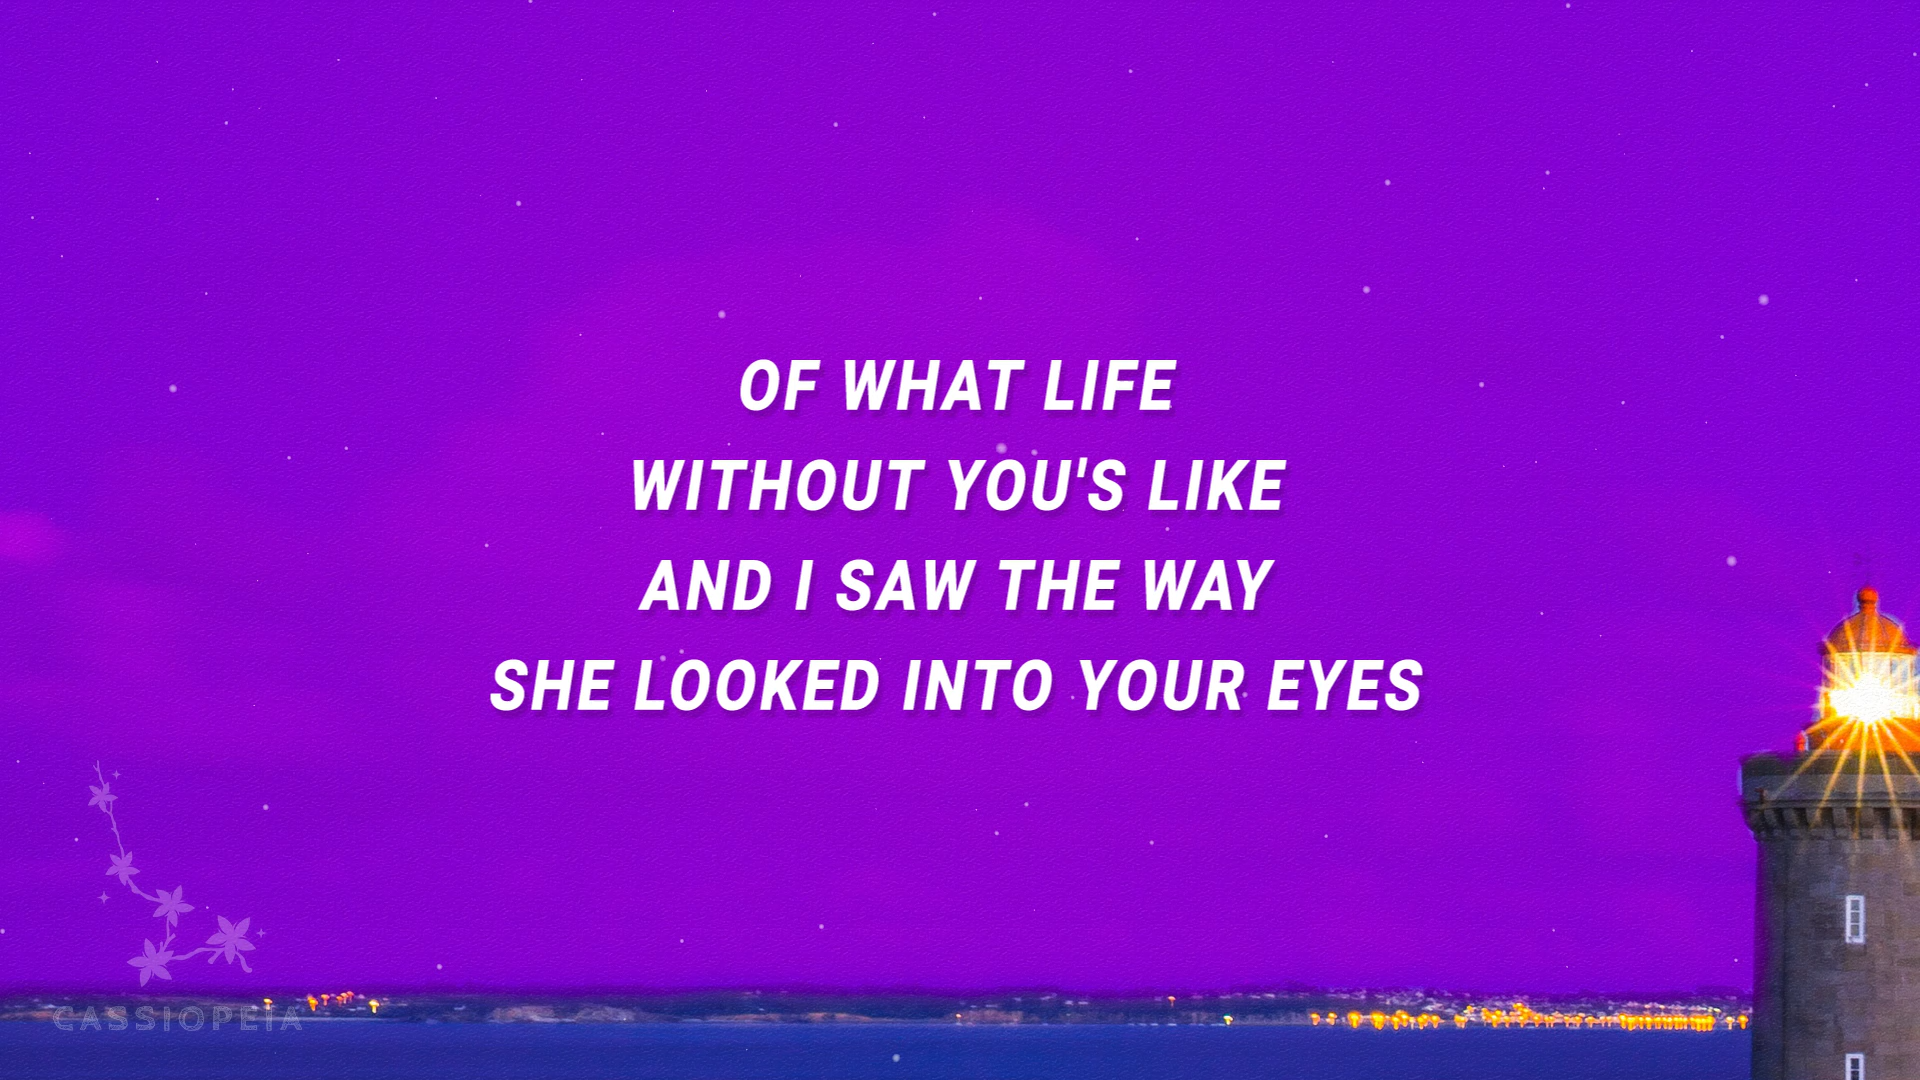 OF WHAT LIFE
WITHOUT YOU'S LIKE
AND I SAW THE WAY
SHE LOOKED INTO YOUR EYES
CASSIOPEIA